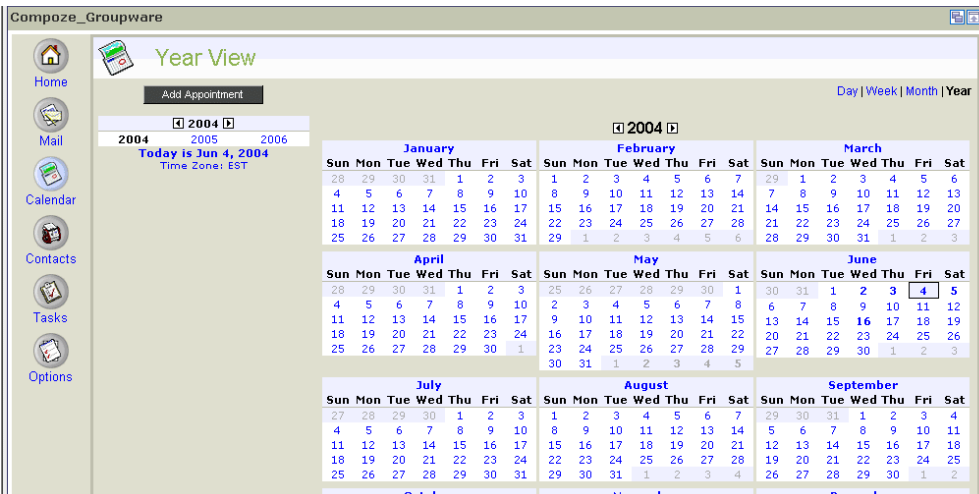 Compoze_Groupware
Home
Mail
Calendar
Contacts
Tasks
Options
Year View
Add Appointment
Day | Week | Month | Year
2004
2004 2005 2006
Today is Jun 4, 2004
Time Zone: EST
2004
January February March
Sun Mon Tue Wed Thu Fri Sat Sun Mon Tue Wed Thu Fri Sat Sun Mon Tue Wed Thu Fri Sat
28 29 30 31 1 2 3 1 2 3 4 5 6 7 29 1 2 3 4 5 6
4 5 6 7 8 9 10 8 9 10 11 12 13 14 7 8 9 10 11 12 13
11 12 13 14 15 16 17 15 16 17 18 19 20 21 14 15 16 17 18 19 20
18 19 20 21 22 23 24 22 23 24 25 26 27 28 21 22 23 24 25 26 27
25 26 27 28 29 30 31 29 1 2 3 4 5 6 28 29 30 31 1 2 3
April May June
Sun Mon Tue Wed Thu Fri Sat Sun Mon Tue Wed Thu Fri Sat Sun Mon Tue Wed Thu Fri Sat
28 29 30 31 1 2 3 25 26 27 28 29 30 1 30 31 1 2 3 4 5
4 5 6 7 8 9 10 2 3 4 5 6 7 8 6 7 8 9 10 11 12
11 12 13 14 15 16 17 9 10 11 12 13 14 15 13 14 15 16 17 18 19
18 19 20 21 22 23 24 16 17 18 19 20 21 22 20 21 22 23 24 25 26
25 26 27 28 29 30 1 23 24 25 26 27 28 29 27 28 29 30 1 2 3
30 31 1 2 3 4 5
July August September
Sun Mon Tue Wed Thu Fri Sat Sun Mon Tue Wed Thu Fri Sat Sun Mon Tue Wed Thu Fri Sat
27 28 29 30 1 2 3 1 2 3 4 5 6 7 29 30 31 1 2 3 4
4 5 6 7 8 9 10 8 9 10 11 12 13 14 5 6 7 8 9 10 11
11 12 13 14 15 16 17 15 16 17 18 19 20 21 12 13 14 15 16 17 18
18 19 20 21 22 23 24 22 23 24 25 26 27 28 19 20 21 22 23 24 25
25 26 27 28 29 30 31 29 30 31 1 2 3 4 26 27 28 29 30 1 2